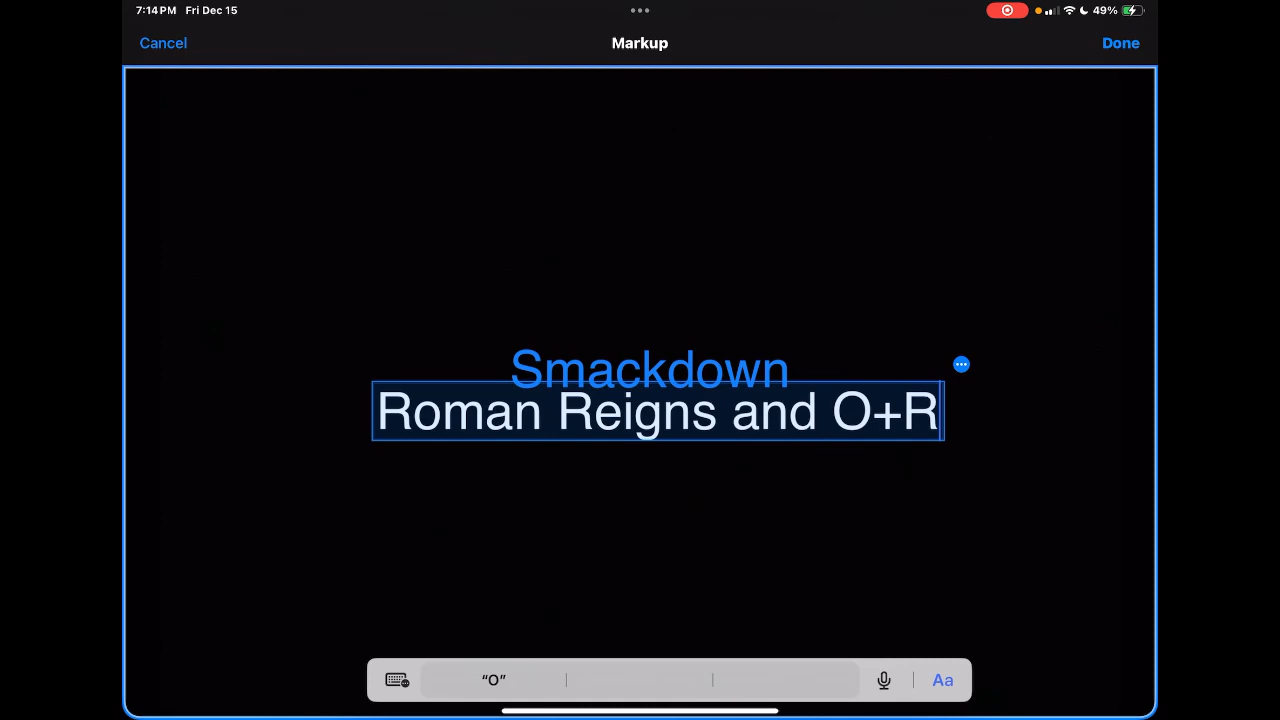 7:14 PM Fri Dec 15
49%
Cancel
Markup
Done
Smackdown
Roman Reigns and O+R
“O”
Aa